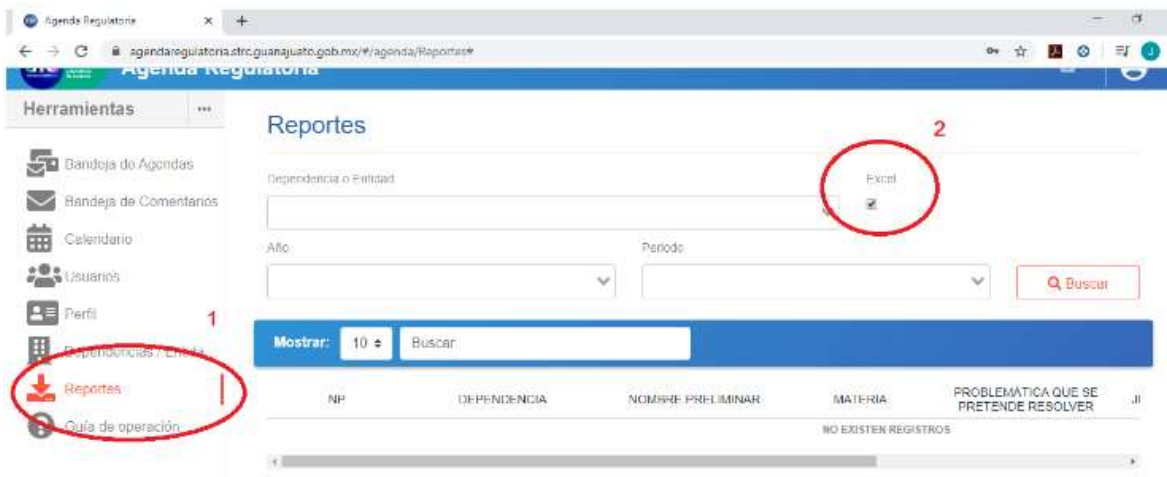 Agenda Regulatoria
agendaregulatoria.strc.guanajuato.gob.mx/#/agenda/Reportes#
Agenda Regulatoria
Herramientas
Reportes
2
Bandeja de Agendas
Dependencia o Entidad
Excel
Bandeja de Comentarios
Calendario
Año
Periodo
Usuarios
Buscar
Perfil
1
Dependencias / Entida
Mostrar: 10 Buscar
Reportes
NP DEPENDENCIA NOMBRE PRELIMINAR MATERIA PROBLEMÁTICA QUE SE PRETENDE RESOLVER
Guía de operación
NO EXISTEN REGISTROS